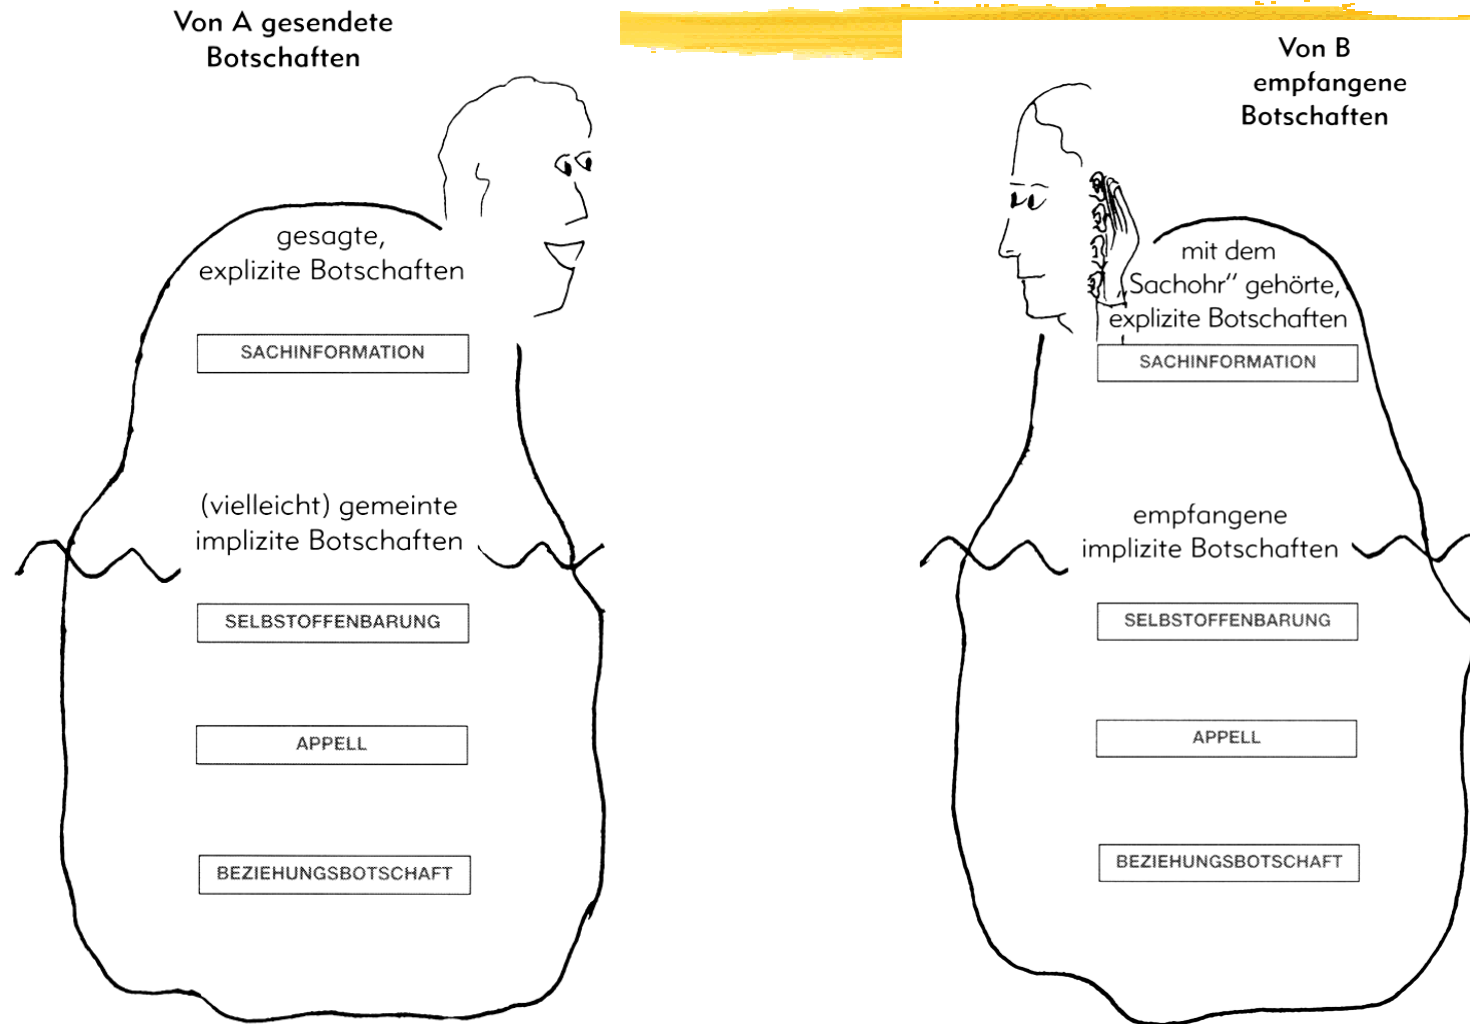 Von A gesendete
Botschaften
gesagte,
explizite Botschaften
SACHINFORMATION
(vielleicht) gemeinte
implizite Botschaften
SELBSTOFFENBARUNG
APPELL
BEZIEHUNGSBOTSCHAFT
Von B
empfangene
Botschaften
mit dem
„Sachohr“ gehörte,
explizite Botschaften
SACHINFORMATION
empfangene
implizite Botschaften
SELBSTOFFENBARUNG
APPELL
BEZIEHUNGSBOTSCHAFT